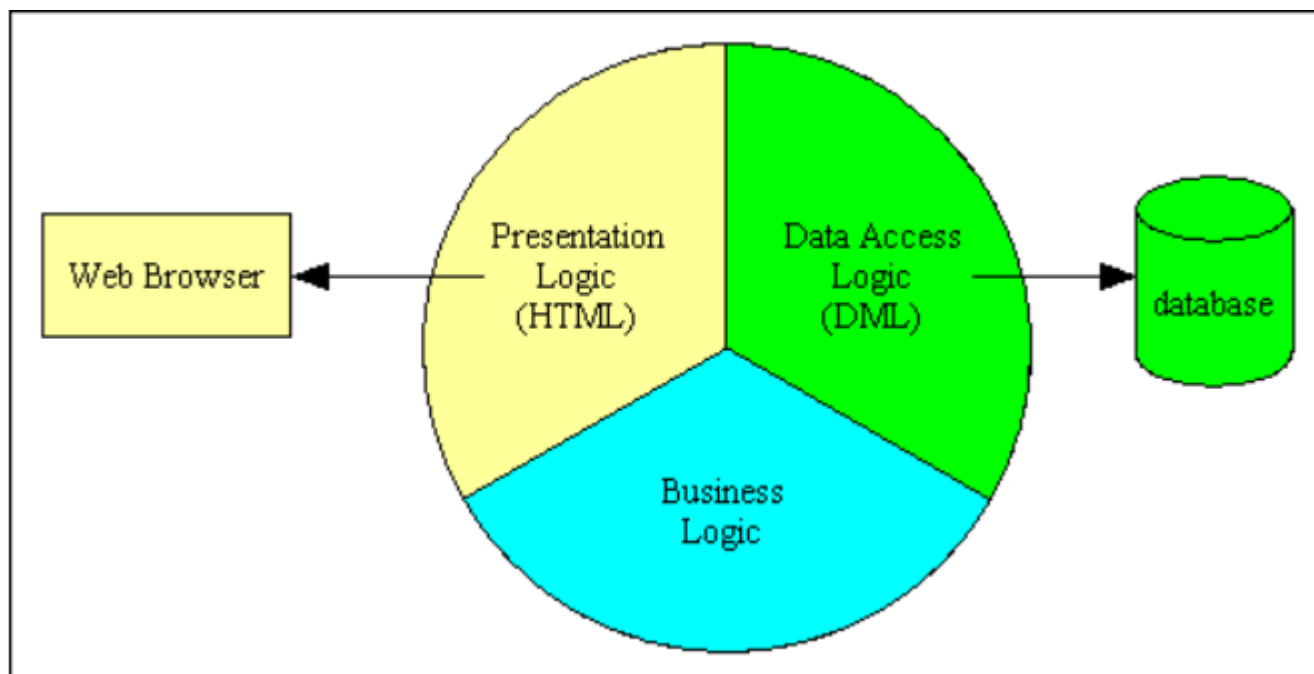 Web Browser
Presentation
Logic
(HTML)
Data Access
Logic
(DML)
database
Business
Logic